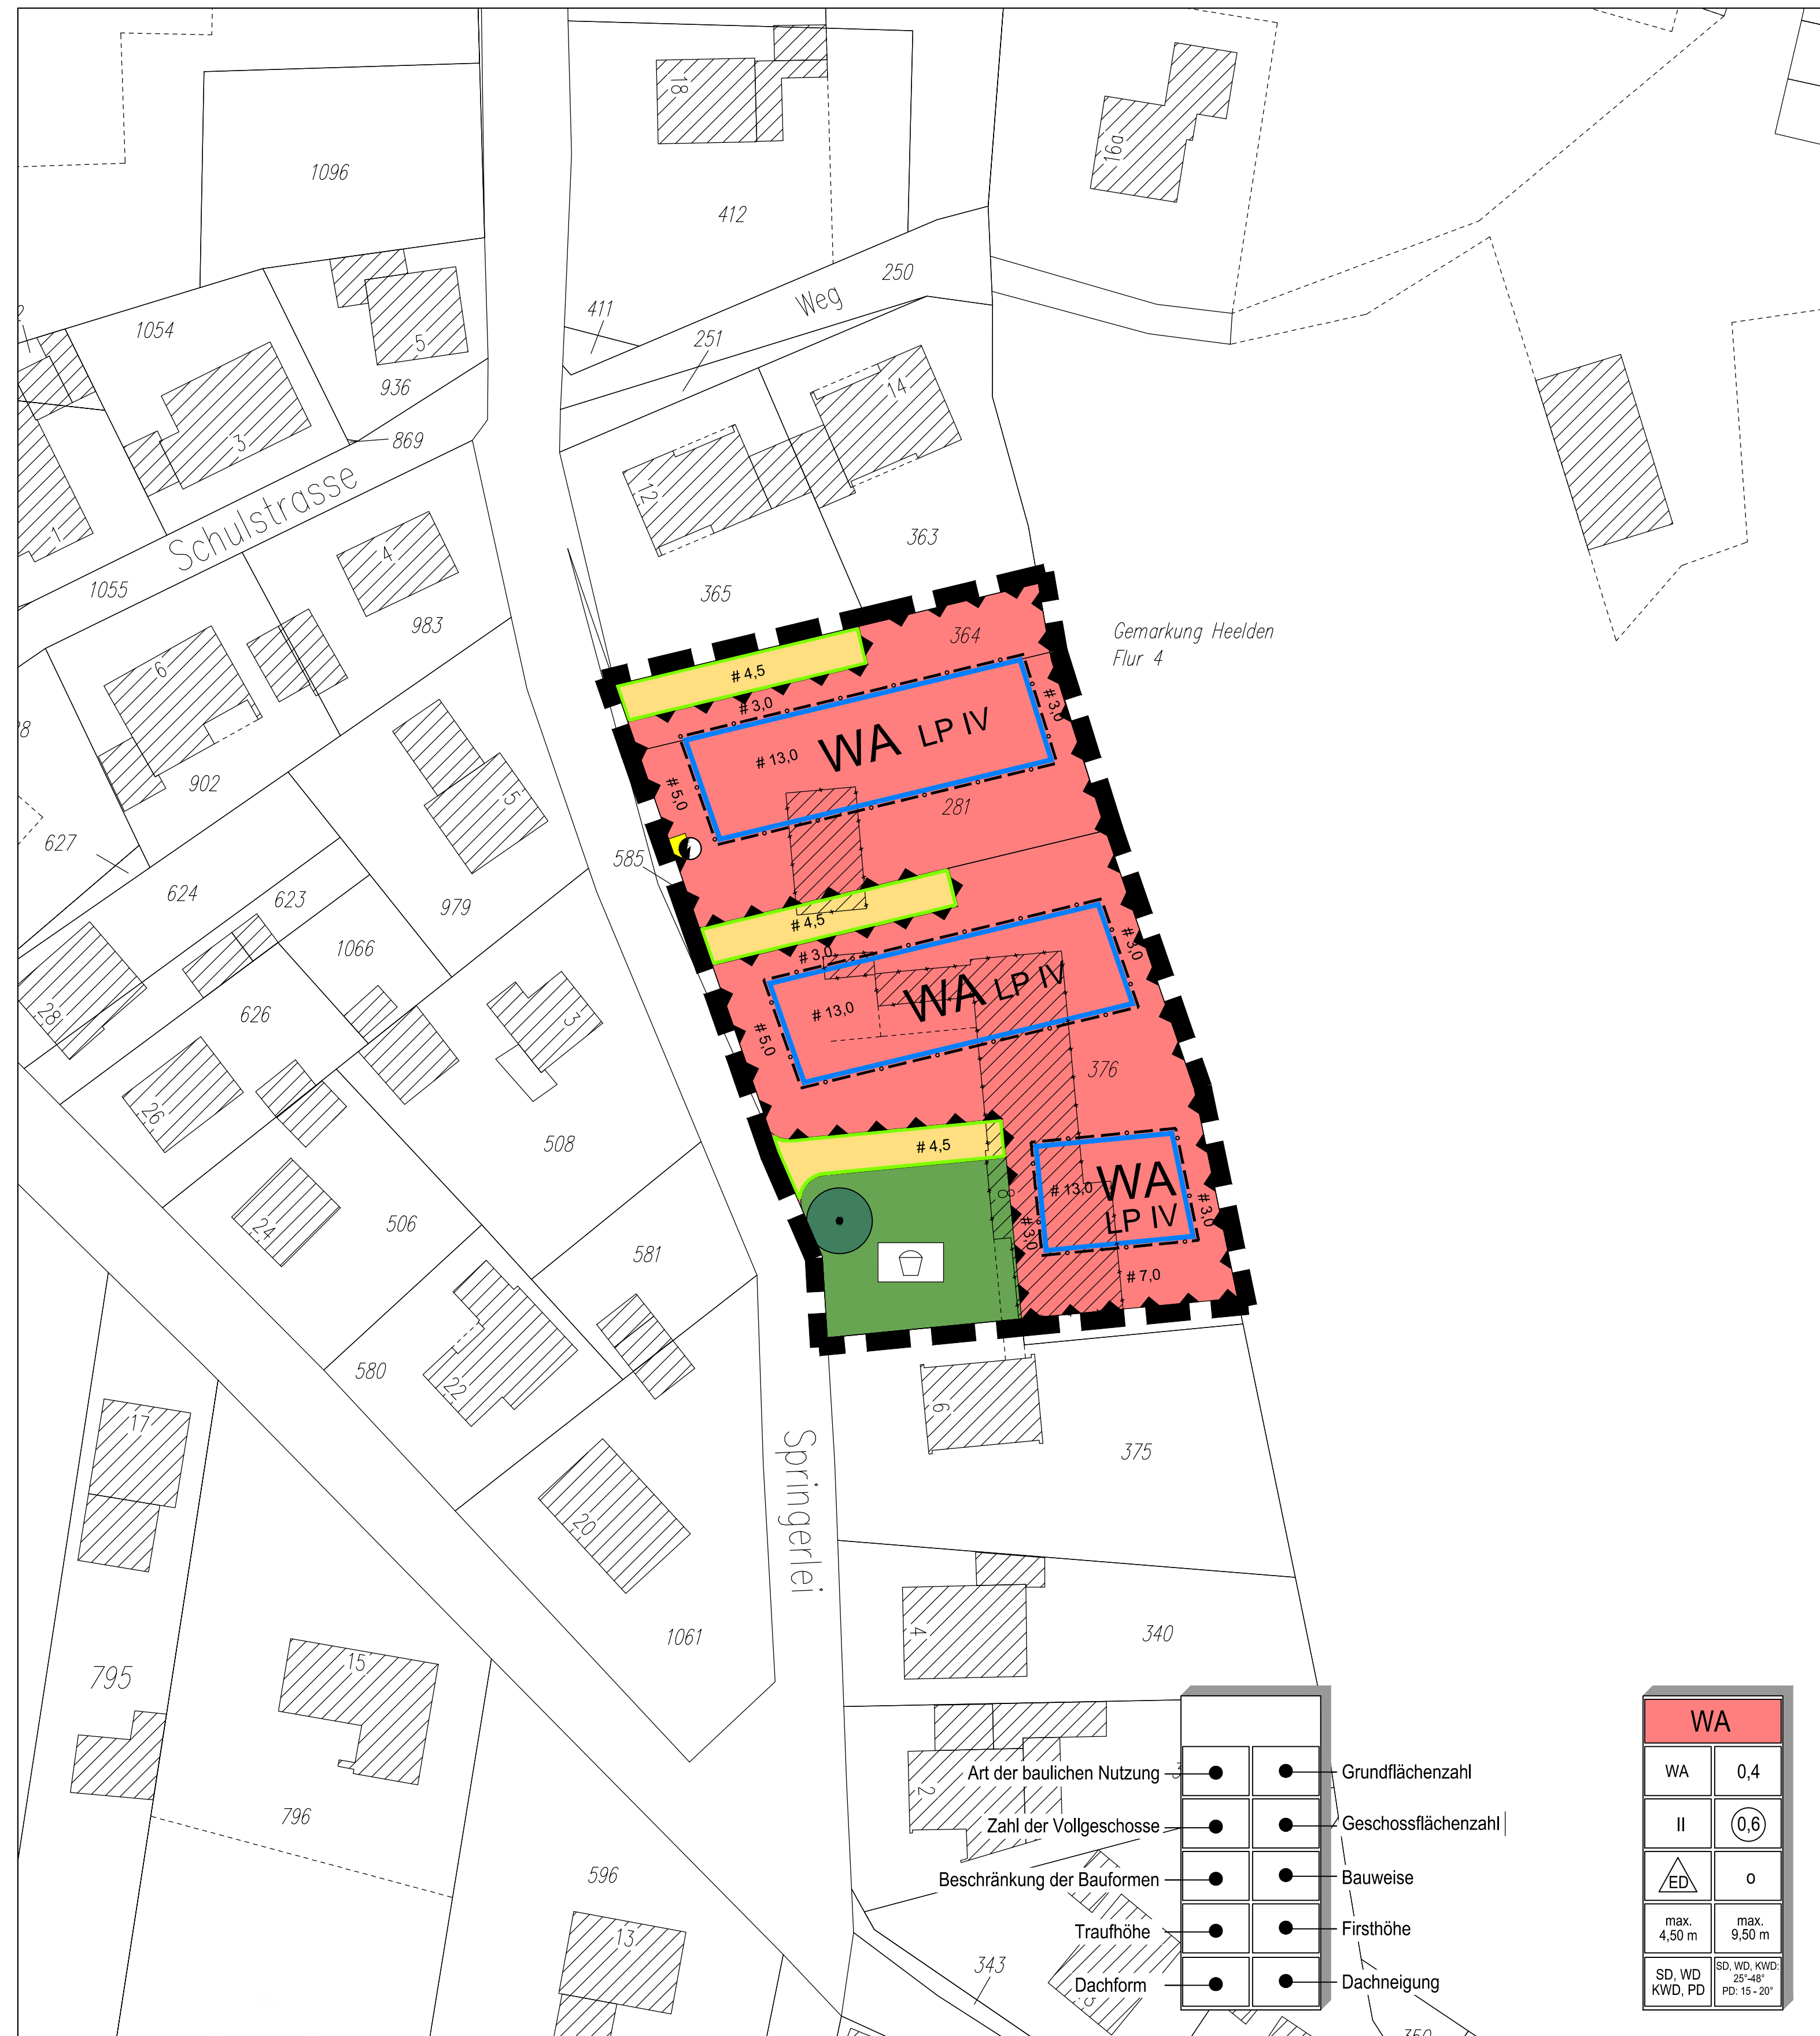 18
16a
1096
412
250
Weg
411
251
1054
5
936
3
869
14
12
1
Schulstrasse
4
363
1055
365
983
364
Gemarkung Heelden
Flur 4
6
# 4,5
# 3,0
# 3,0
WA LP IV
# 13,0
# 5,0
902
5
281
627
585
624
623
979
# 4,5
1066
# 3,0
# 3,0
WA LP IV
# 13,0
# 5,0
28
626
3
376
26
508
# 4,5
WA
LP IV
# 13,0
8
# 3,0
# 3,0
24
506
581
# 7,0
580
22
17
6
375
Springerlei
20
1061
4
340
15
795
796
2
596
13
343
350
Art der baulichen Nutzung
Grundflächenzahl
Zahl der Vollgeschosse
Geschossflächenzahl
Beschränkung der Bauformen
Bauweise
Traufhöhe
Firsthöhe
Dachform
Dachneigung
WA
WA
0,4
II
0,6
ED
o
max.
4,50 m
max.
9,50 m
SD, WD
KWD, PD
SD, WD, KWD:
25°-48°
PD: 15 - 20°